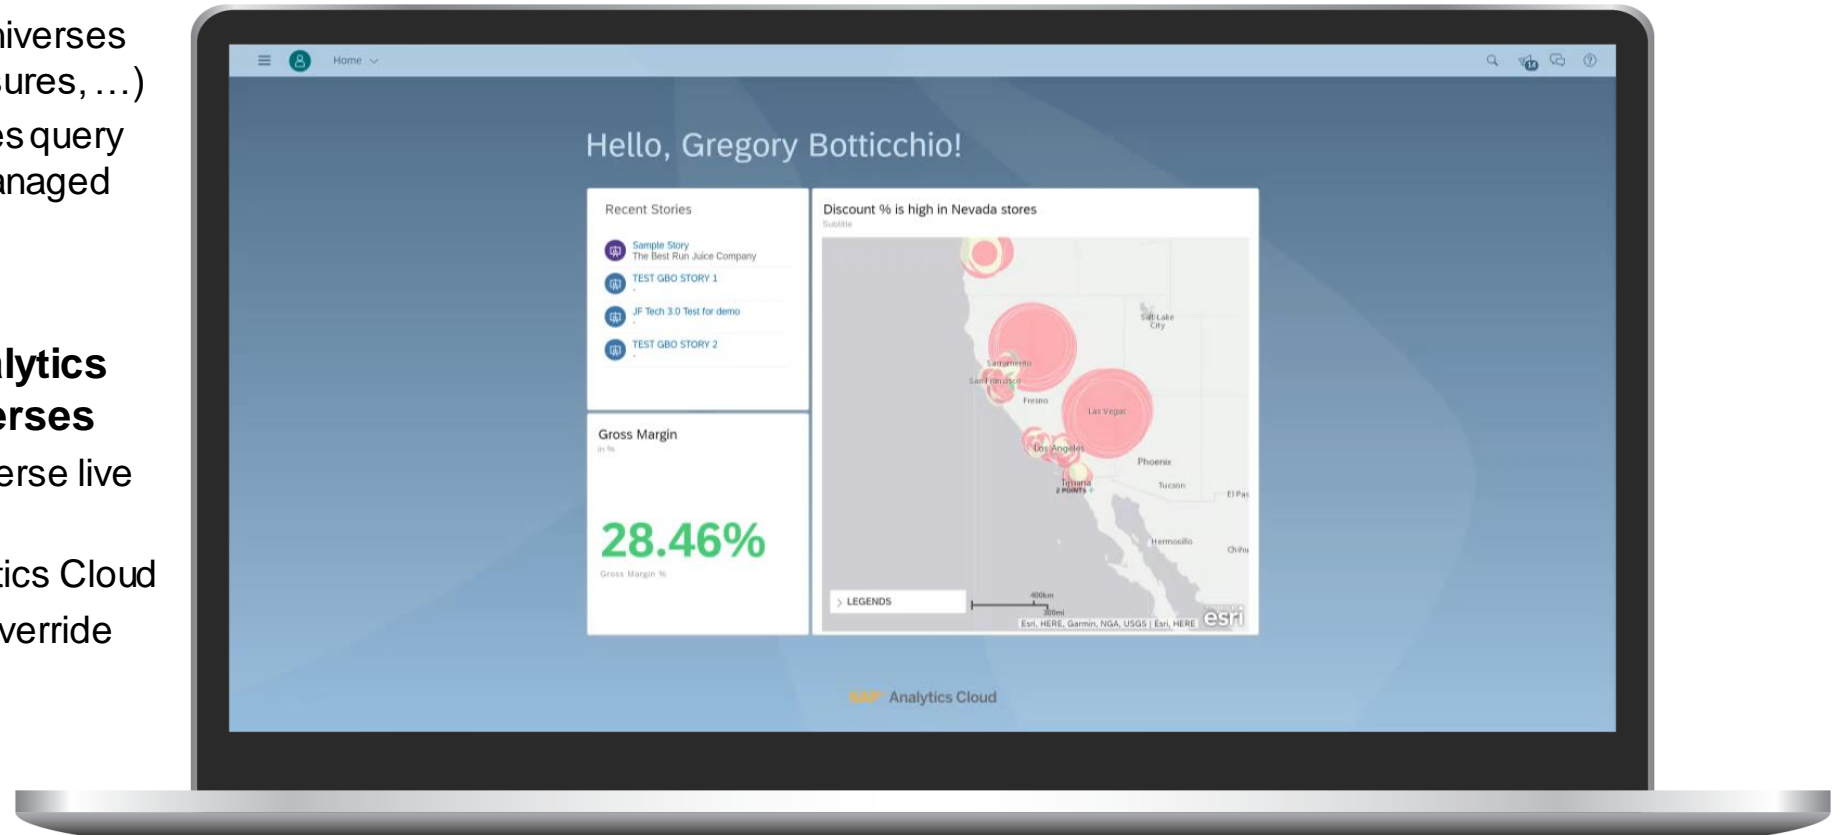 niverses
sures, …)
es query
anaged
alytics
erses
erse live
tics Cloud
verride
Home
14
Hello, Gregory Botticchio!
Recent Stories
Sample Story
The Best Run Juice Company
TEST GBO STORY 1
-
JF Tech 3.0 Test for demo
-
TEST GBO STORY 2
-
Gross Margin
in %
28.46%
Gross Margin %
Discount % is high in Nevada stores
Subtitle
Salt Lake
City
Sacramento
San Francisco
Fresno
Las Vegas
Los Angeles
Phoenix
Tijuana
2 POINTS
Tucson
El Pas
Hermosillo
Chihu
> LEGENDS
400km
300mi
Esri, HERE, Garmin, NGA, USGS | Esri, HERE
esri
SAP Analytics Cloud